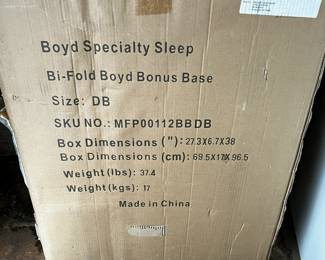 Boyd Specialty Sleep
Bi-Fold Boyd Bonus Base
Size: DB
SKU NO.: MFP00112BBDB
Box Dimensions ("): 27.3X6.7X38
Box Dimensions (cm): 69.5X17X96.5
Weight(lbs): 37.4
Weight(kgs): 17
Made in China